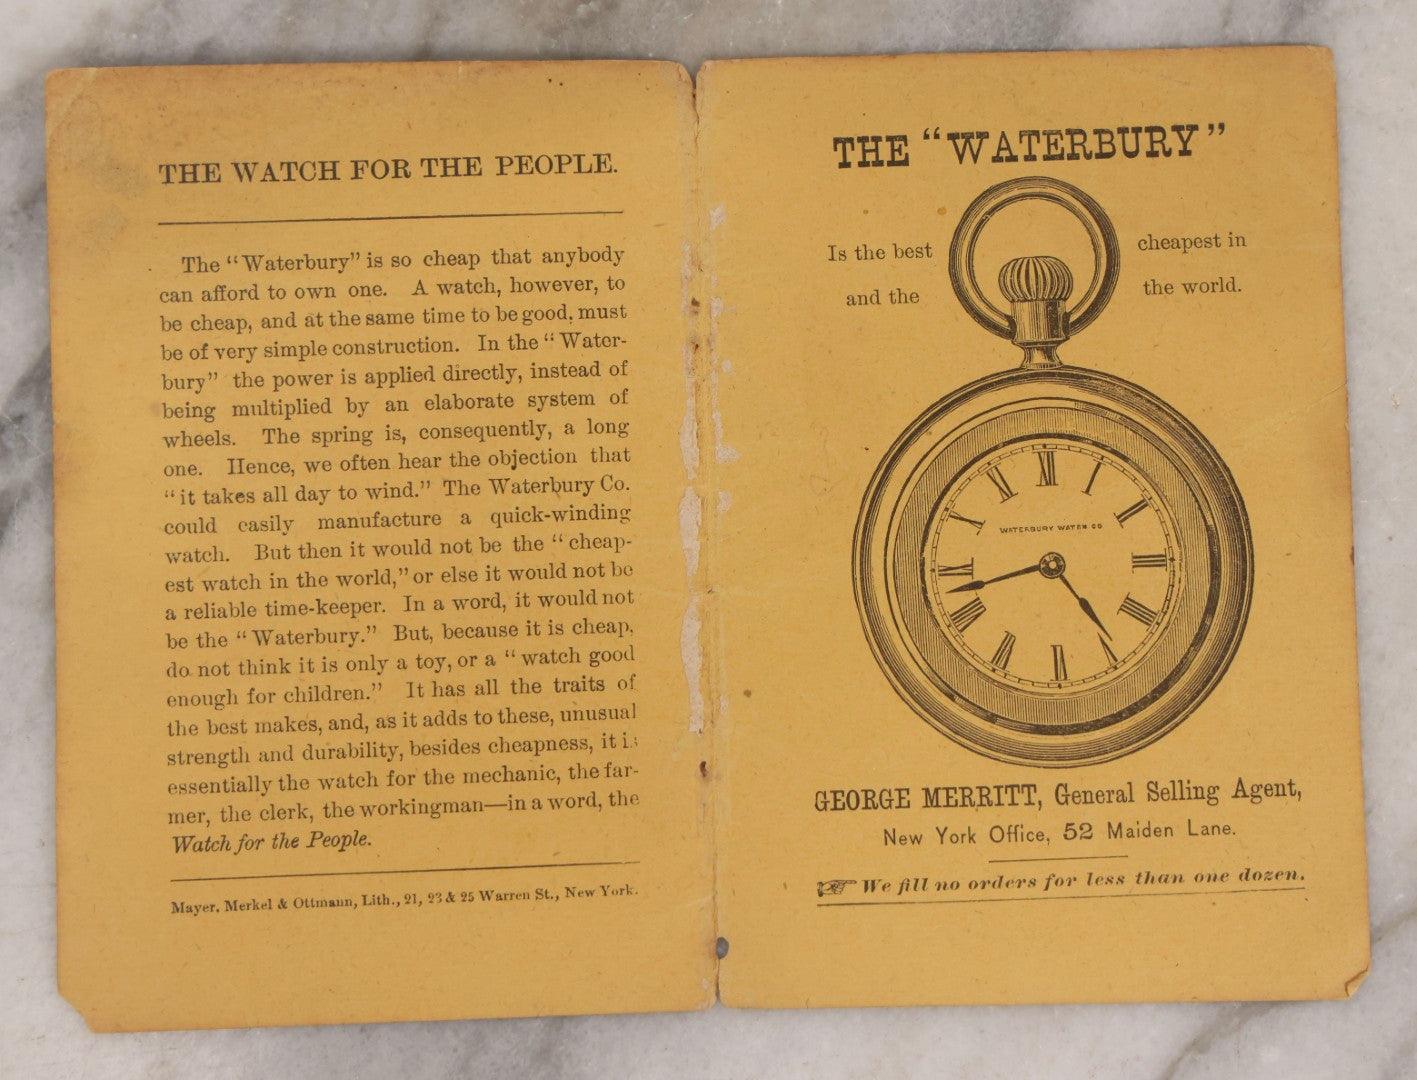 THE WATCH FOR THE PEOPLE.
The "Waterbury" is so cheap that anybody
can afford to own one. A watch, however, to
be cheap, and at the same time to be good, must
be of very simple construction. In the "Water-
bury" the power is applied directly, instead of
being multiplied by an elaborate system of
wheels. The spring is, consequently, a long
one. Hence, we often hear the objection that
"it takes all day to wind." The Waterbury Co.
could easily manufacture a quick-winding
watch. But then it would not be the "cheap-
est watch in the world," or else it would not be
a reliable time-keeper. In a word, it would not
be the "Waterbury." But, because it is cheap,
do not think it is only a toy, or a "watch good
enough for children." It has all the traits of
the best makes, and, as it adds to these, unusual
strength and durability, besides cheapness, it is
essentially the watch for the mechanic, the far-
mer, the clerk, the workingman—in a word, the
Watch for the People.
Mayer, Merkel & Ottmann, Lith., 21, 23 & 25 Warren St., New York.
THE "WATERBURY"
Is the best cheapest in
and the the world.
XII I II III IIII V VI VII VIII IX X XI
WATERBURY WATCH CO
GEORGE MERRITT, General Selling Agent,
New York Office, 52 Maiden Lane.
☞ We fill no orders for less than one dozen.